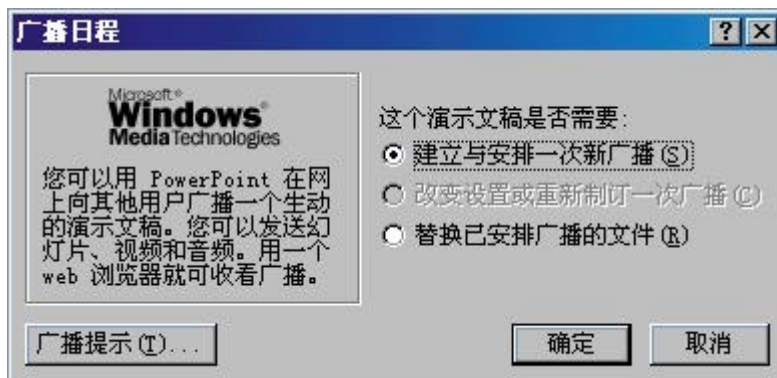 广播日程
Microsoft®
Windows®
Media Technologies
您可以用 PowerPoint 在网
上向其他用户广播一个生动
的演示文稿。您可以发送幻
灯片、视频和音频。用一个
web 浏览器就可收看广播。
这个演示文稿是否需要:
建立与安排一次新广播(S)
改变设置或重新制订一次广播(C)
替换已安排广播的文件(R)
广播提示(T)...
确定
取消